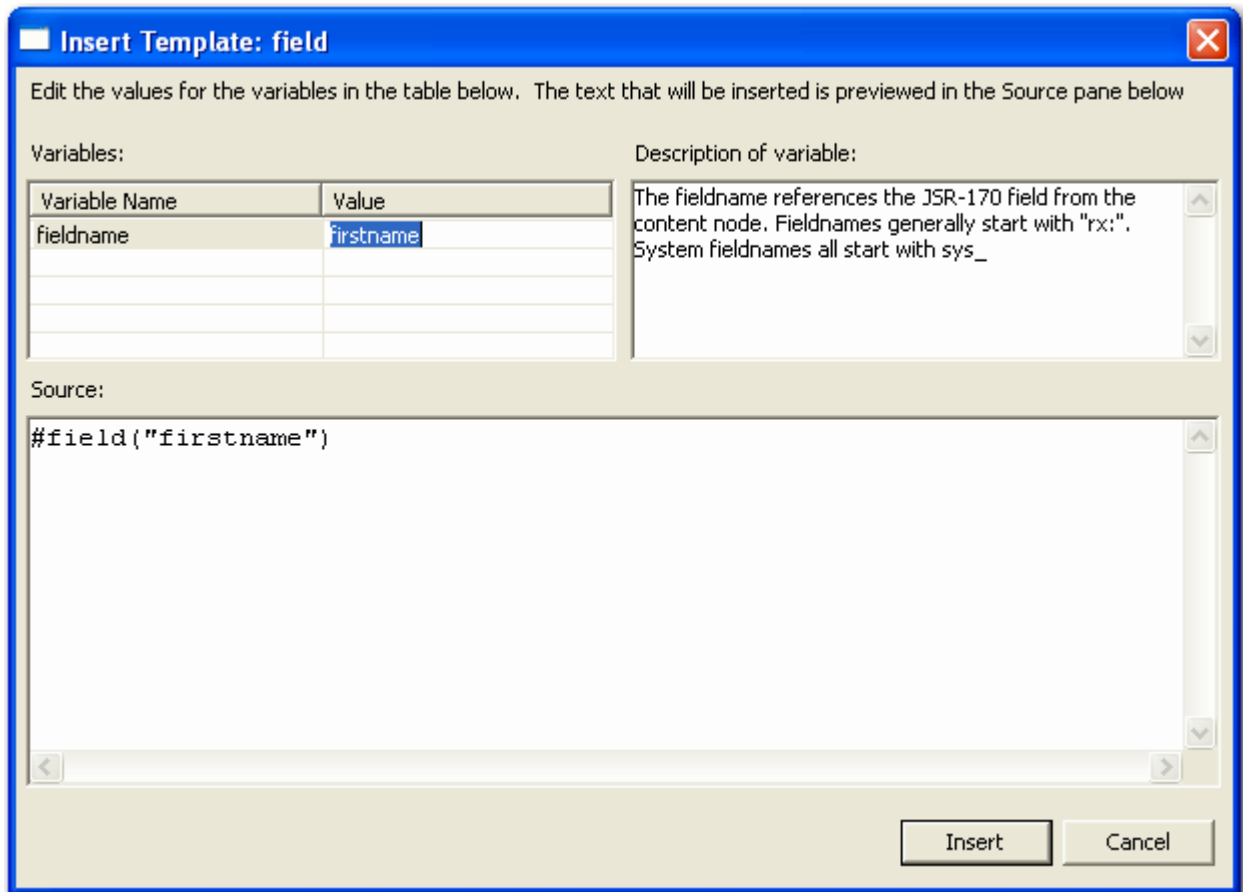 Insert Template: field
Edit the values for the variables in the table below.  The text that will be inserted is previewed in the Source pane below
Variables:
Description of variable:
Variable Name
Value
fieldname
firstname
The fieldname references the JSR-170 field from the
content node. Fieldnames generally start with "rx:".
System fieldnames all start with sys_
Source:
#field("firstname")
Insert
Cancel